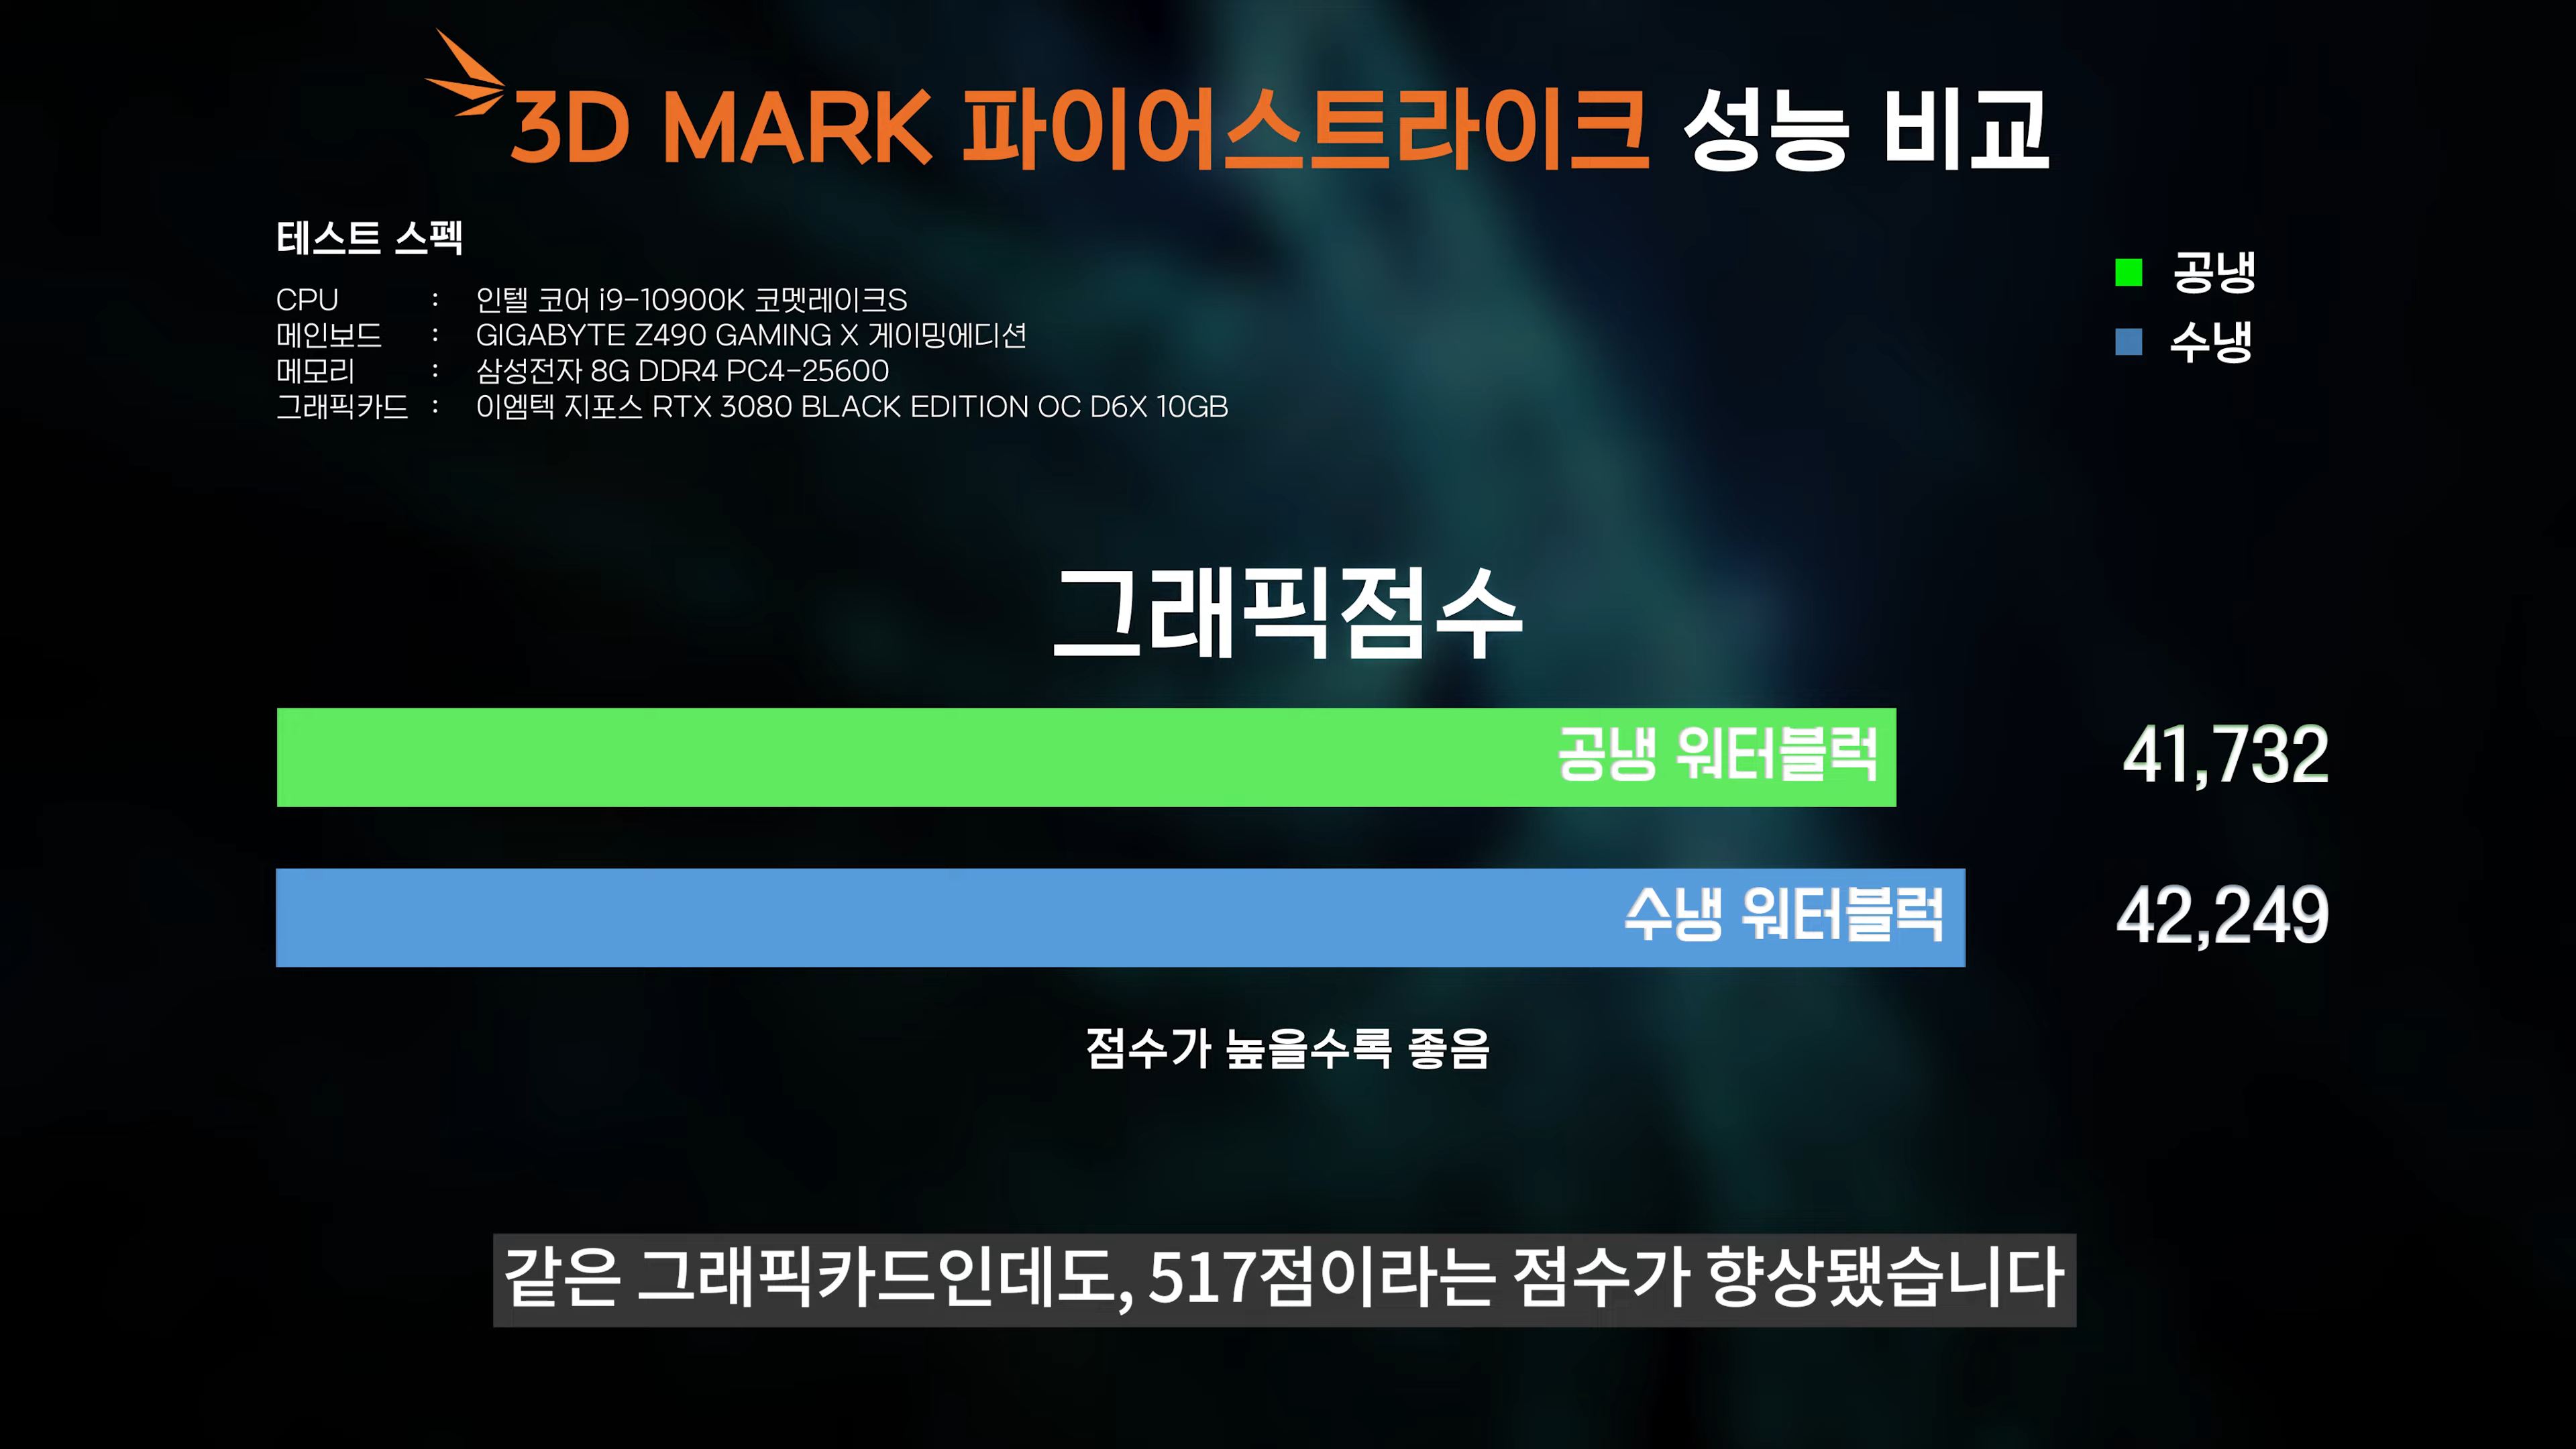 3D MARK 파이어스트라이크 성능 비교
테스트 스펙
CPU : 인텔 코어 i9-10900K 코멧레이크S
메인보드 : GIGABYTE Z490 GAMING X 게이밍에디션
메모리 : 삼성전자 8G DDR4 PC4-25600
그래픽카드 : 이엠텍 지포스 RTX 3080 BLACK EDITION OC D6X 10GB
공냉
수냉
그래픽점수
공냉 워터블럭 41,732
수냉 워터블럭 42,249
점수가 높을수록 좋음
같은 그래픽카드인데도, 517점이라는 점수가 향상됐습니다